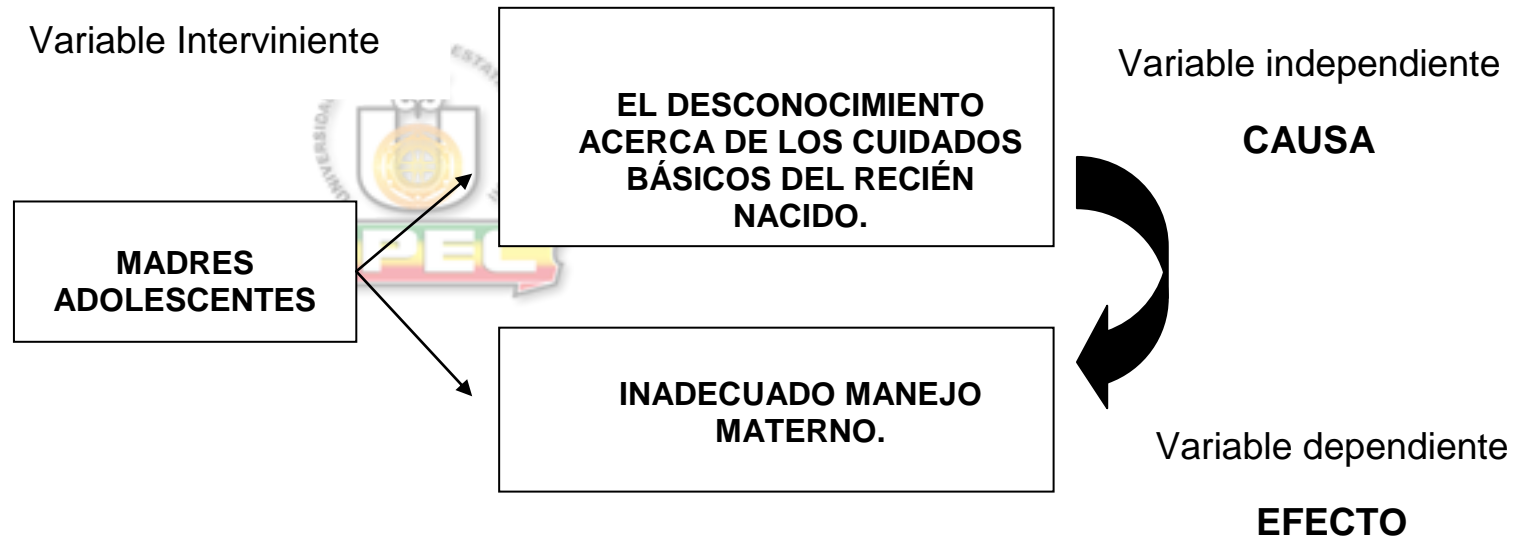 Variable Interviniente
EL DESCONOCIMIENTO
ACERCA DE LOS CUIDADOS
BÁSICOS DEL RECIÉN
NACIDO.
Variable independiente
CAUSA
MADRES
ADOLESCENTES
INADECUADO MANEJO
MATERNO.
Variable dependiente
EFECTO